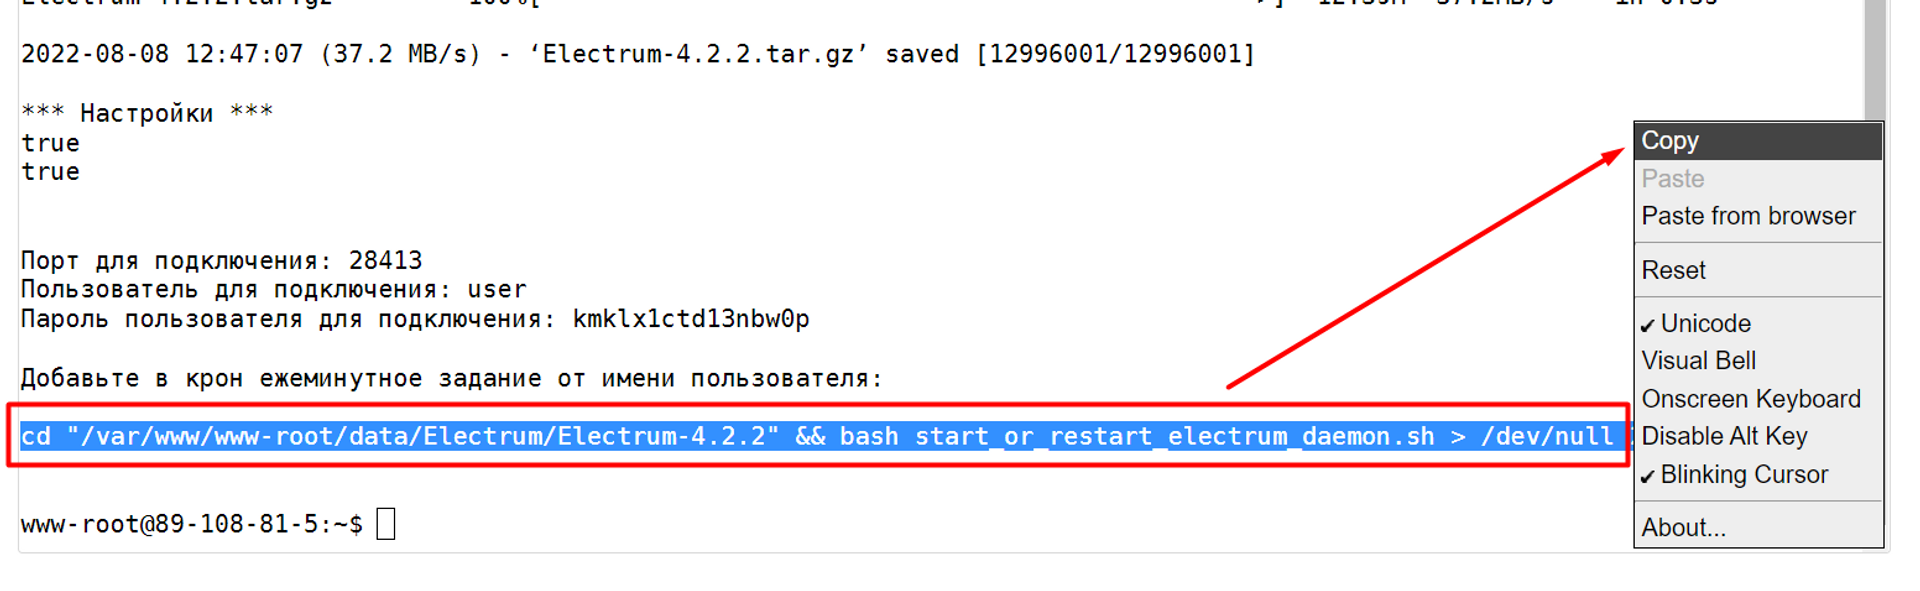 Electrum-4.2.2.tar.gz 100%[ >] 12.39M 37.2MB/s in 0.3s
2022-08-08 12:47:07 (37.2 MB/s) - ‘Electrum-4.2.2.tar.gz’ saved [12996001/12996001]
*** Настройки ***
true
true
Порт для подключения: 28413
Пользователь для подключения: user
Пароль пользователя для подключения: kmklx1ctd13nbw0p
Добавьте в крон ежеминутное задание от имени пользователя:
cd "/var/www/www-root/data/Electrum/Electrum-4.2.2" && bash start_or_restart_electrum_daemon.sh > /dev/null
www-root@89-108-81-5:~$
Copy
Paste
Paste from browser
Reset
✔ Unicode
Visual Bell
Onscreen Keyboard
Disable Alt Key
✔ Blinking Cursor
About...